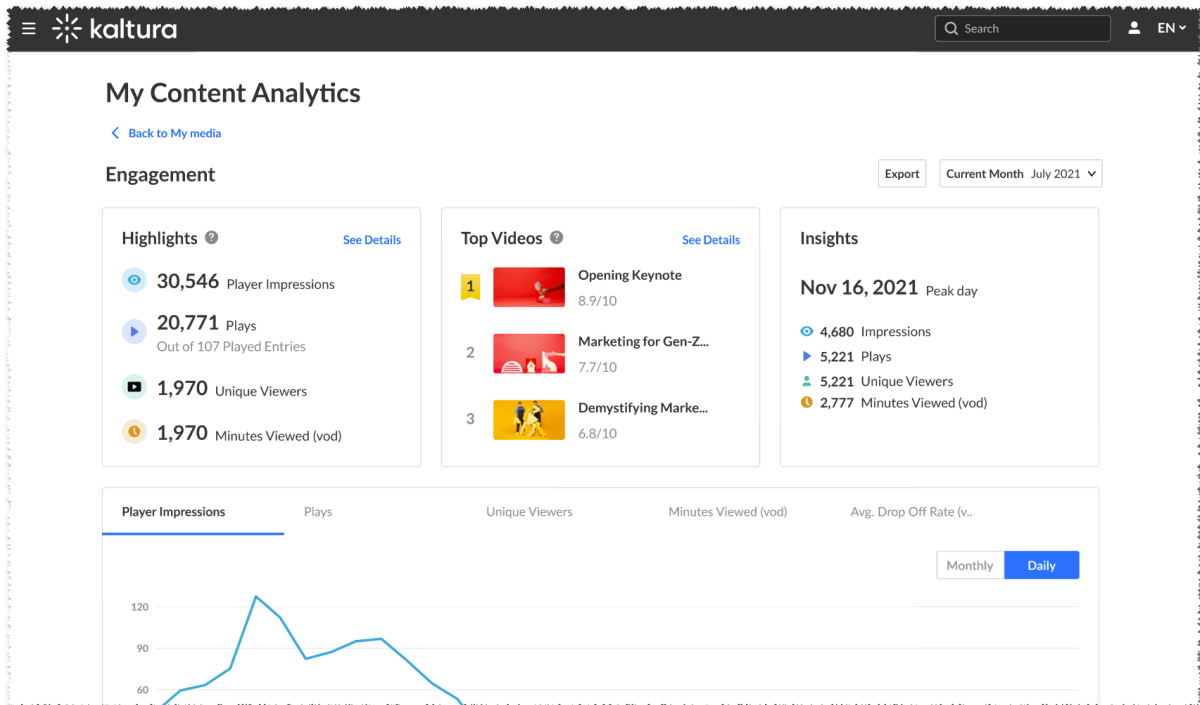 kaltura
Search
EN
My Content Analytics
Back to My media
Engagement
Export
Current Month July 2021
Highlights ?
See Details
30,546 Player Impressions
20,771 Plays
Out of 107 Played Entries
1,970 Unique Viewers
1,970 Minutes Viewed (vod)
Top Videos ?
See Details
1
Opening Keynote
8.9/10
2
Marketing for Gen-Z...
7.7/10
3
Demystifying Marke...
6.8/10
Insights
Nov 16, 2021 Peak day
4,680 Impressions
5,221 Plays
5,221 Unique Viewers
2,777 Minutes Viewed (vod)
Player Impressions
Plays
Unique Viewers
Minutes Viewed (vod)
Avg. Drop Off Rate (v..
Monthly
Daily
120
90
60